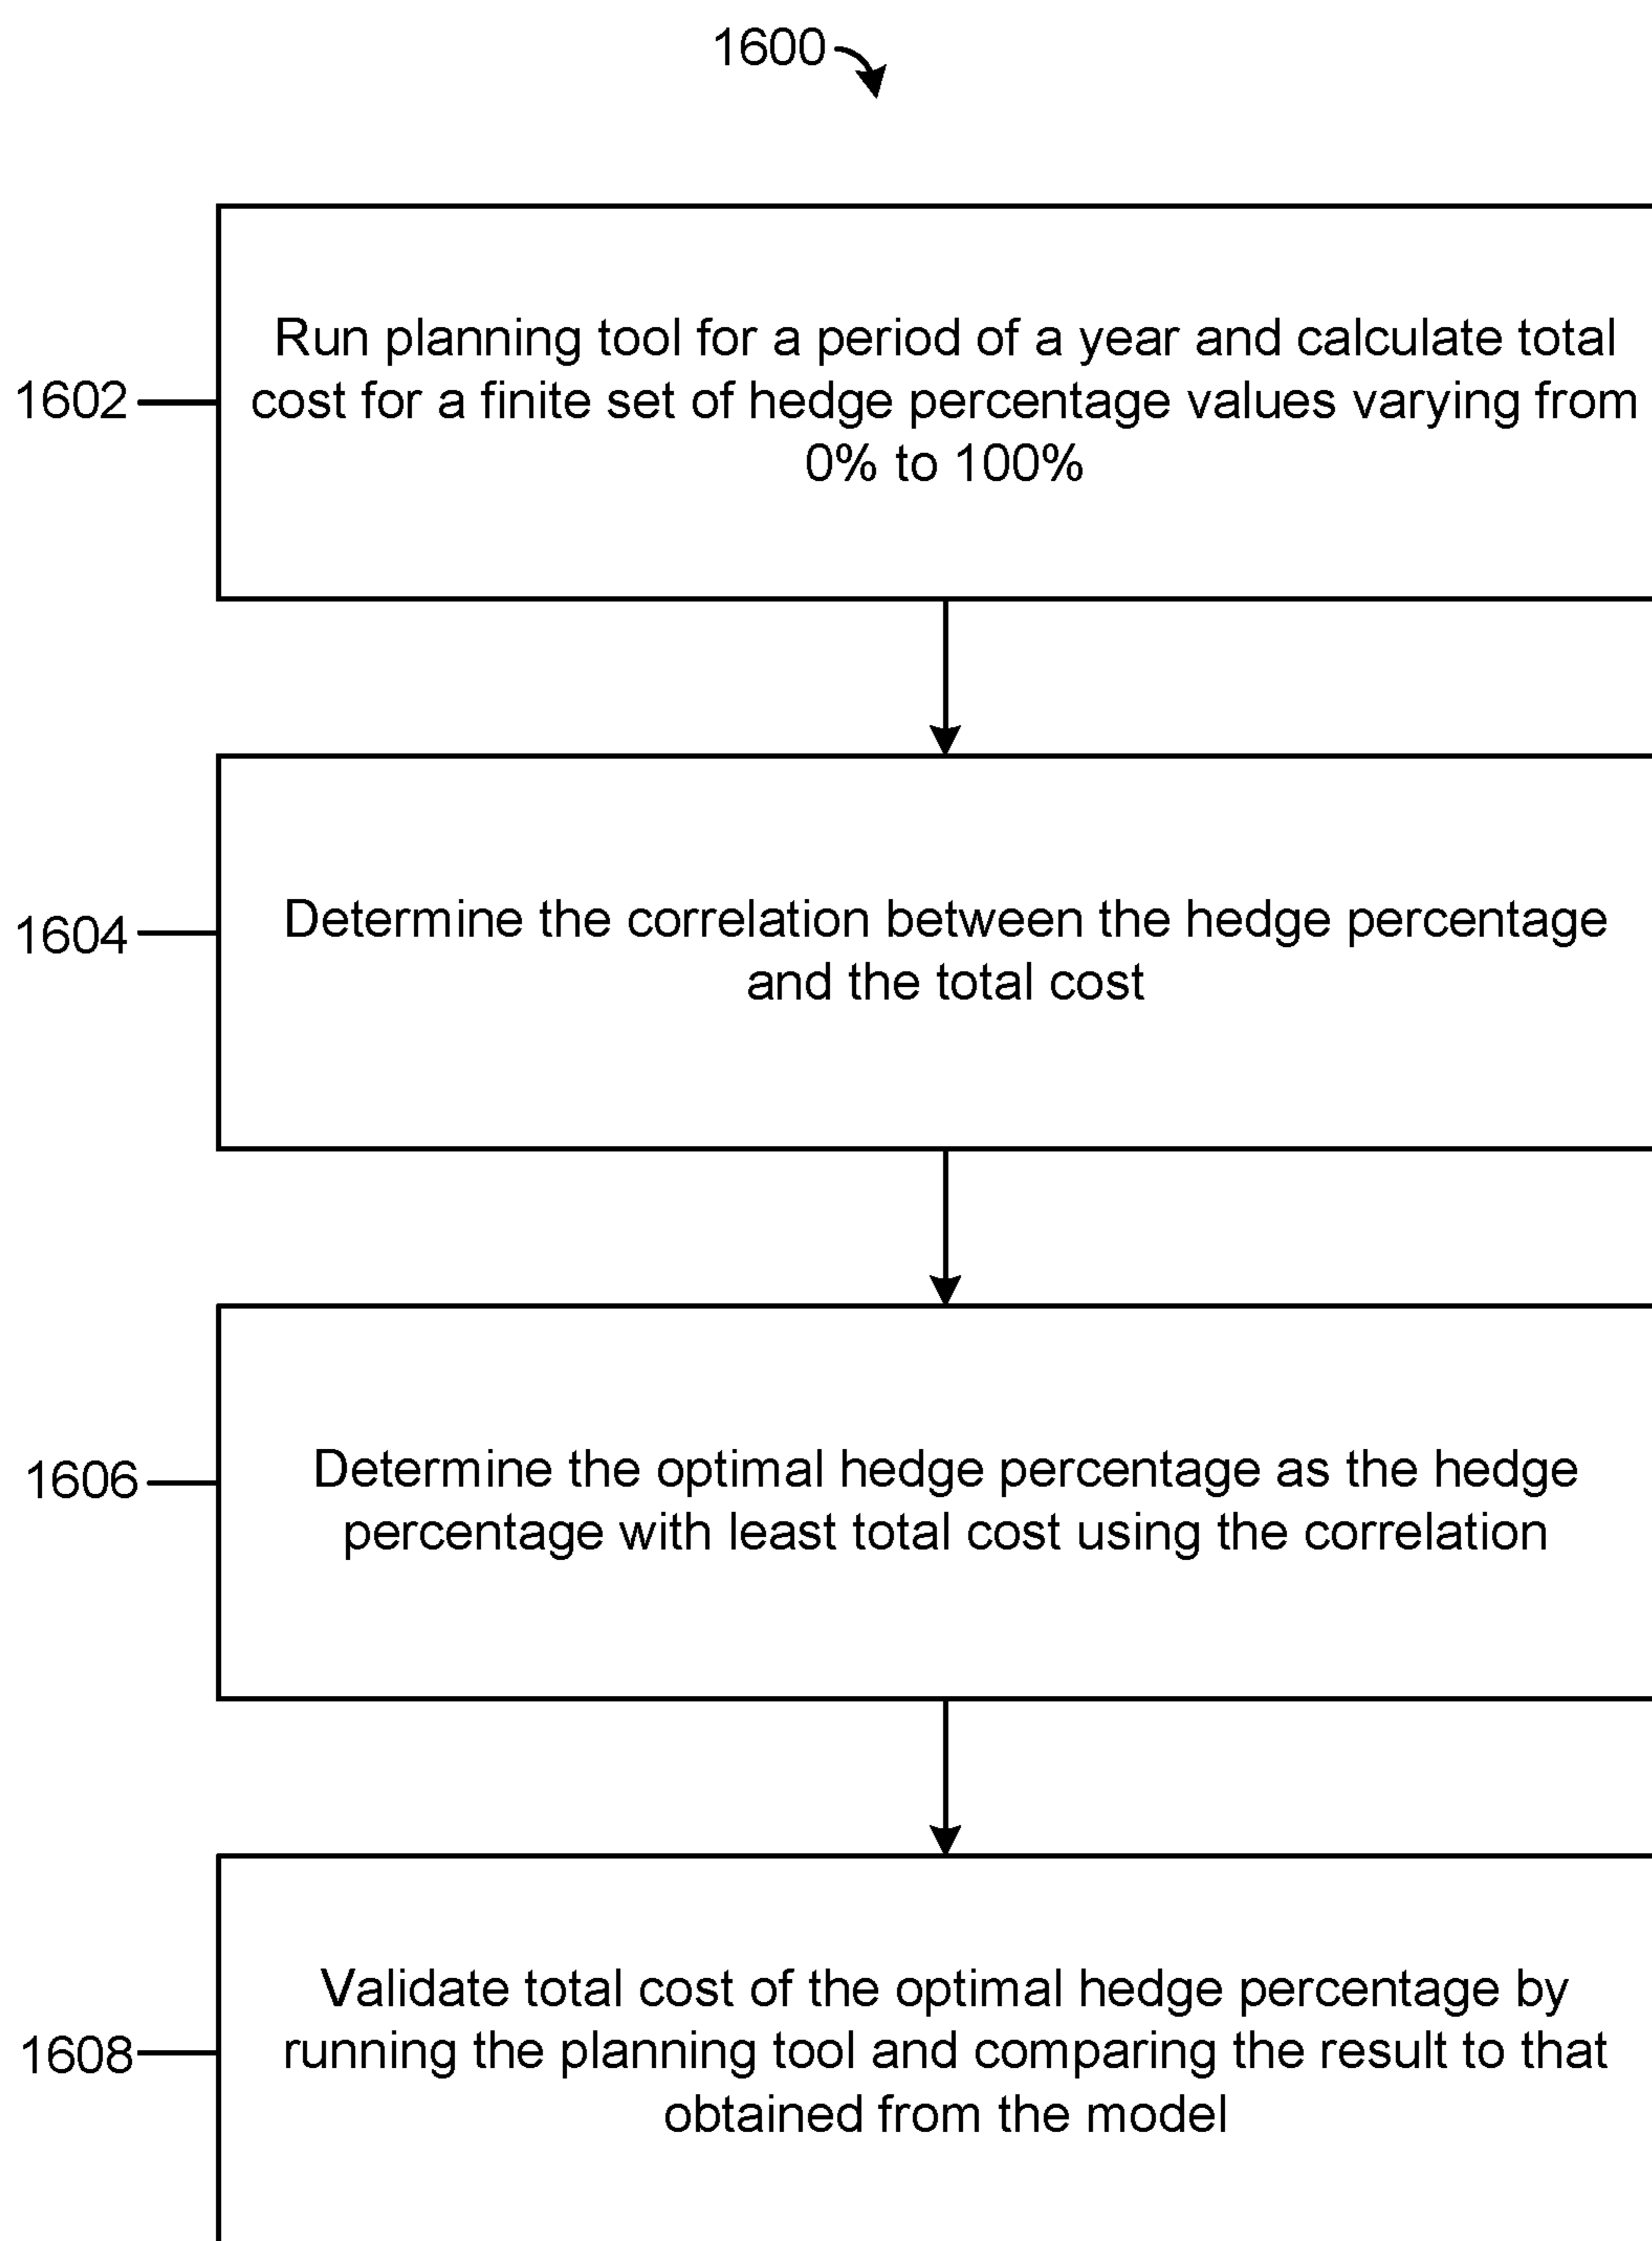 1600
1602
Run planning tool for a period of a year and calculate total
cost for a finite set of hedge percentage values varying from
0% to 100%
1604
Determine the correlation between the hedge percentage
and the total cost
1606
Determine the optimal hedge percentage as the hedge
percentage with least total cost using the correlation
1608
Validate total cost of the optimal hedge percentage by
running the planning tool and comparing the result to that
obtained from the model